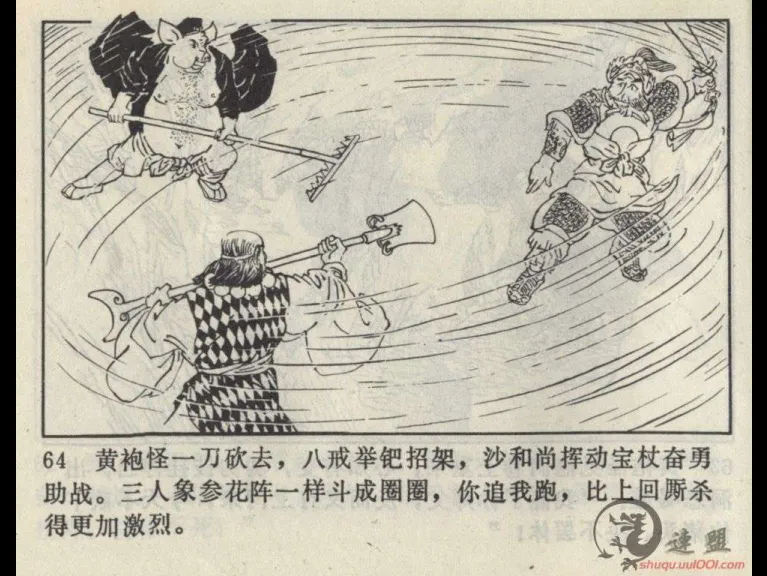 64 黄袍怪一刀砍去，八戒举钯招架，沙和尚挥动宝杖奋勇
助战。三人象参花阵一样斗成圈圈，你追我跑，比上回厮杀
得更加激烈。
連盟
shuqu.uu1001.com